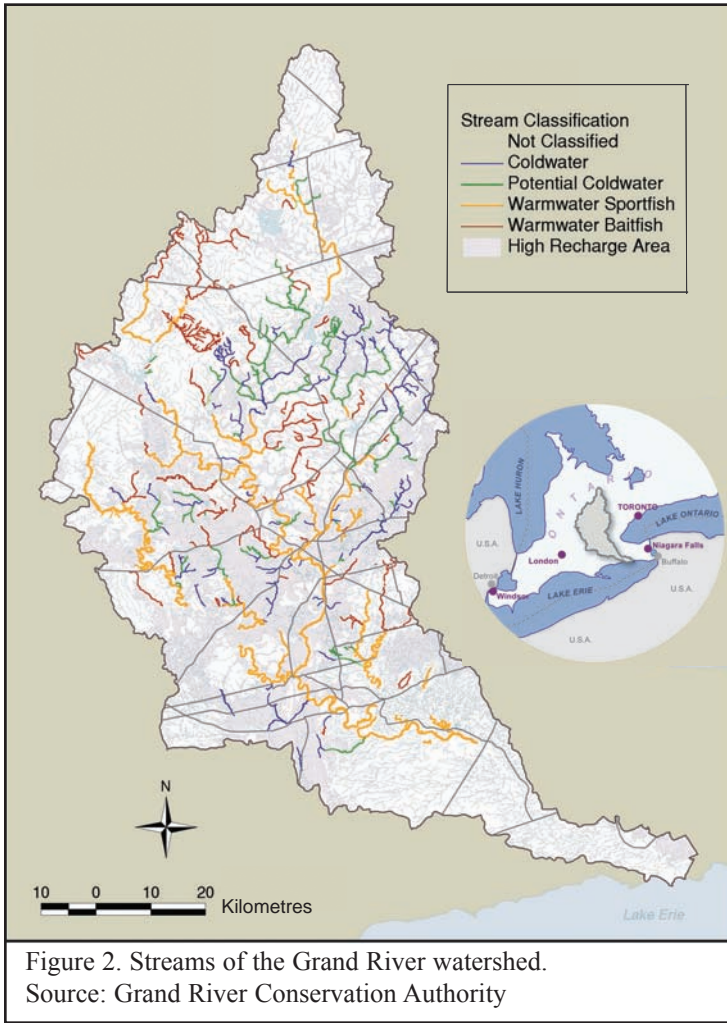 Stream Classification
Not Classified
Coldwater
Potential Coldwater
Warmwater Sportfish
Warmwater Baitfish
High Recharge Area
LAKE HURON
ONTARIO
TORONTO
LAKE ONTARIO
U.S.A.
Niagara Falls
London
Buffalo
Detroit
Windsor
LAKE ERIE
U.S.A.
U.S.A.
N
10 0 10 20
Kilometres
Lake Erie
Figure 2. Streams of the Grand River watershed.
Source: Grand River Conservation Authority